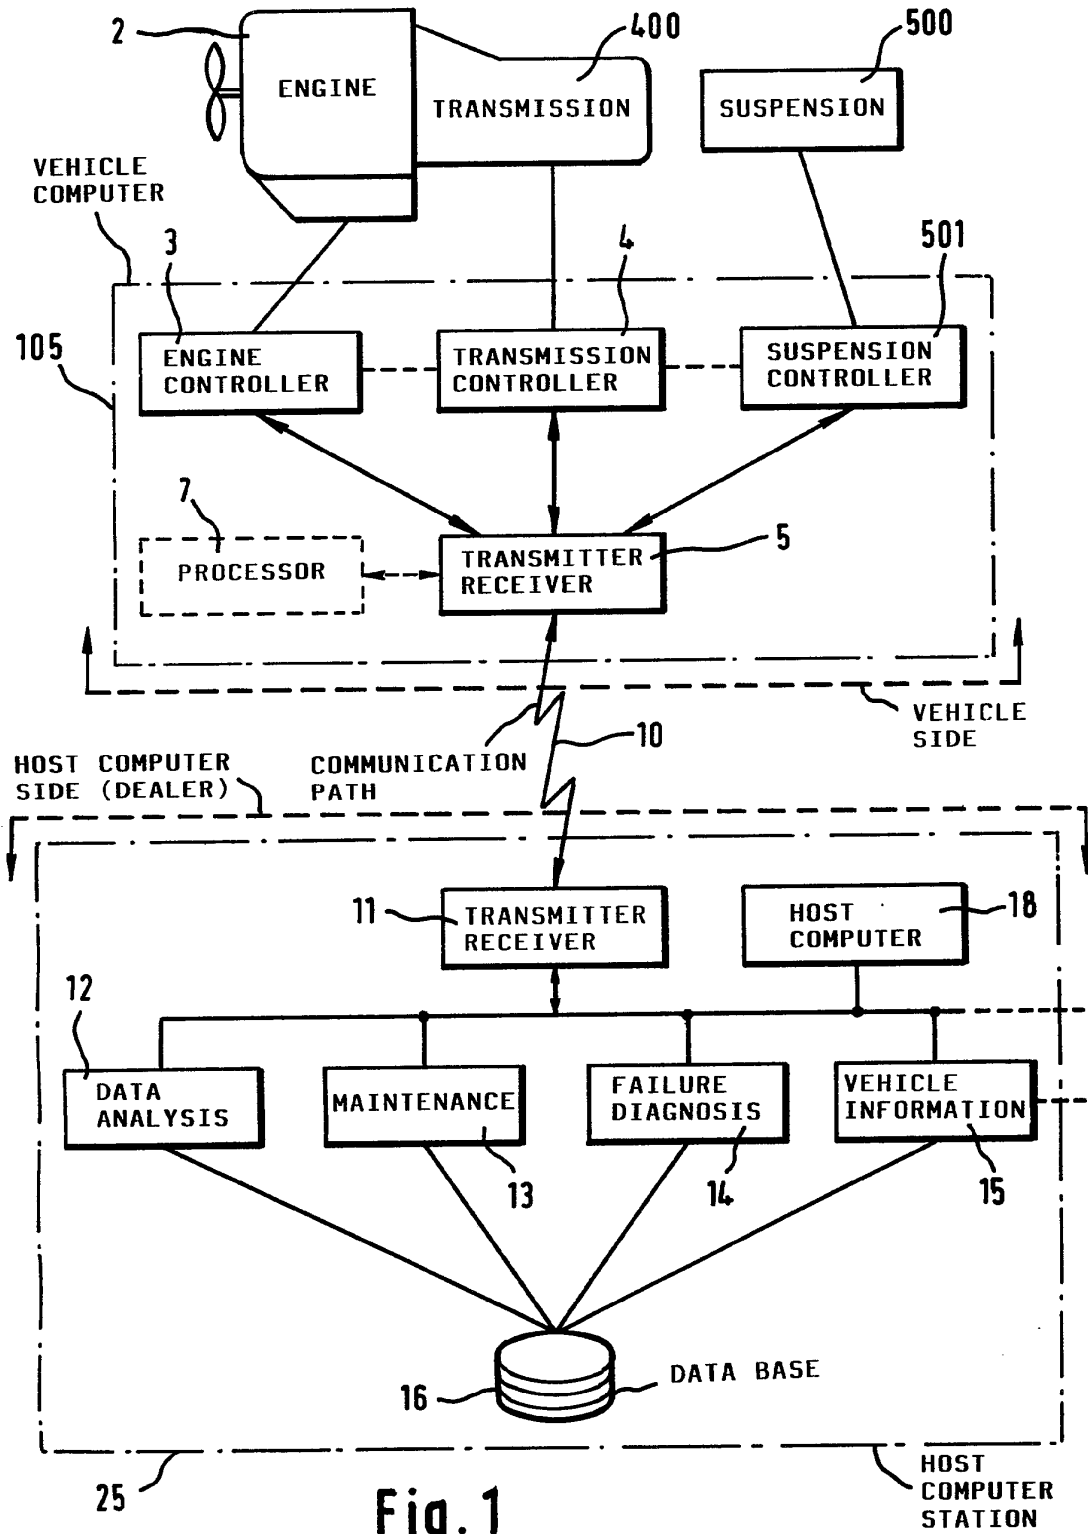 2
400
500
ENGINE
TRANSMISSION
SUSPENSION
VEHICLE
COMPUTER
3
4
501
105
ENGINE
CONTROLLER
TRANSMISSION
CONTROLLER
SUSPENSION
CONTROLLER
7
PROCESSOR
TRANSMITTER
RECEIVER
5
VEHICLE
SIDE
10
HOST COMPUTER
SIDE (DEALER)
COMMUNICATION
PATH
11
TRANSMITTER
RECEIVER
HOST
COMPUTER
18
12
DATA
ANALYSIS
MAINTENANCE
FAILURE
DIAGNOSIS
VEHICLE
INFORMATION
13
14
15
16
DATA BASE
25
HOST
COMPUTER
STATION
Fig. 1